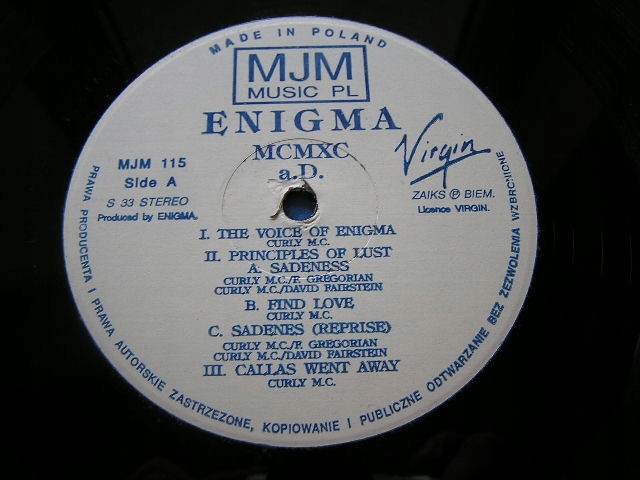 MADE IN POLAND
MJM
MUSIC PL
ENIGMA
MCMXC
a.D.
Virgin
MJM 115
Side A
S 33 STEREO
Produced by ENIGMA.
ZAIKS Ⓟ BIEM.
Licence VIRGIN.
I. THE VOICE OF ENIGMA
CURLY M.C.
II. PRINCIPLES OF LUST
A. SADENESS
CURLY M.C./F. GREGORIAN
CURLY M.C./DAVID FAIRSTEIN
B. FIND LOVE
CURLY M.C.
C. SADENES (REPRISE)
CURLY M.C./F. GREGORIAN
CURLY M.C./DAVID FAIRSTEIN
III. CALLAS WENT AWAY
CURLY M.C.
PRAWA PRODUCENTA I PRAWA AUTORSKIE ZASTRZEZONE, KOPIOWANIE I PUBLICZNE ODTWARZANIE BEZ ZEZWOLENIA WZBRONIONE